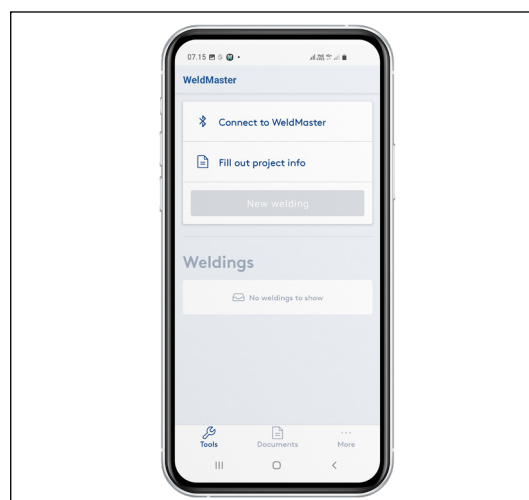 07.15
WeldMaster
Connect to WeldMaster
Fill out project info
New welding
Weldings
No weldings to show
Tools
Documents
More